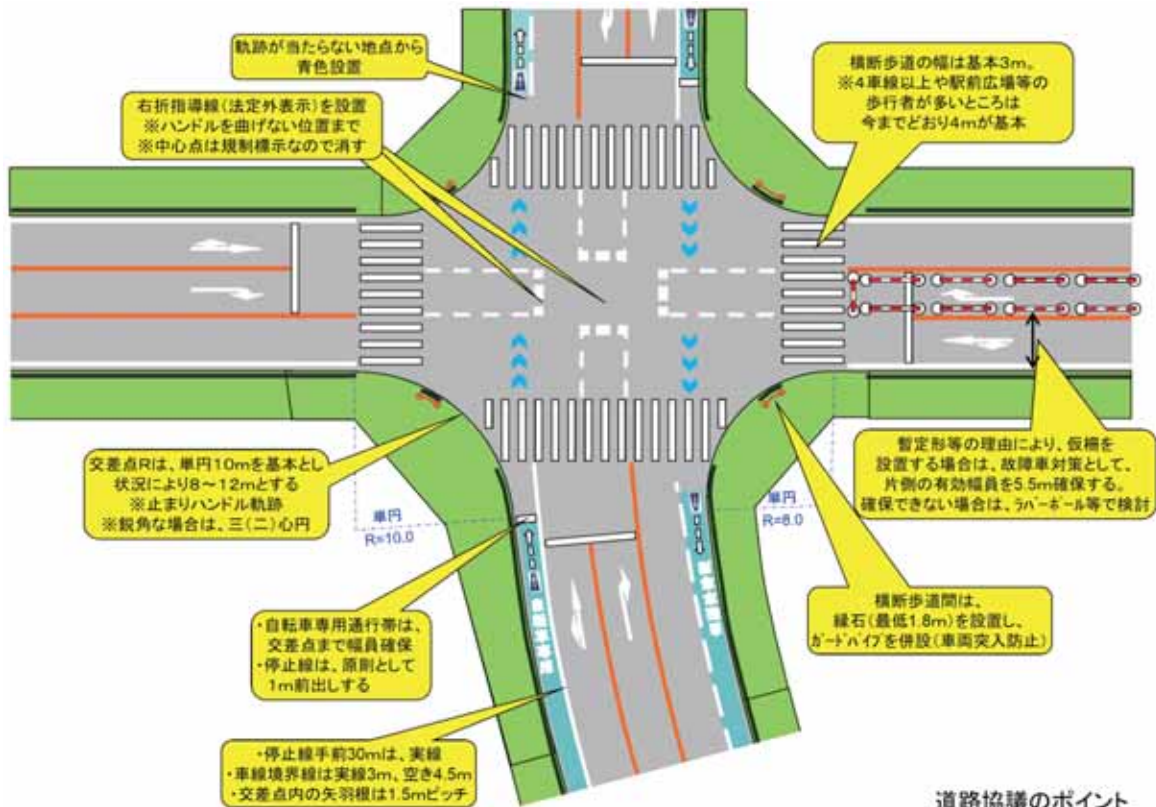 軌跡が当たらない地点から
青色設置
右折指導線(法定外表示)を設置
※ハンドルを曲げない位置まで
※中心点は規制標示なので消す
横断歩道の幅は基本3m。
※4車線以上や駅前広場等の
歩行者が多いところは
今までどおり4mが基本
交差点Rは、単円10mを基本とし
状況により8~12mとする
※止まりハンドル軌跡
※鋭角な場合は、三(二)心円
単円
R=10.0
単円
R=8.0
暫定形等の理由により、仮柵を
設置する場合は、故障車対策として、
片側の有効幅員を5.5m確保する。
確保できない場合は、ラバーポール等で検討
・自転車専用通行帯は、
交差点まで幅員確保
・停止線は、原則として
1m前出しする
横断歩道間は、
縁石(最低1.8m)を設置し、
ガードパイプを併設(車両突入防止)
・停止線手前30mは、実線
・車線境界線は実線3m、空き4.5m
・交差点内の矢羽根は1.5mピッチ
道路協議のポイント